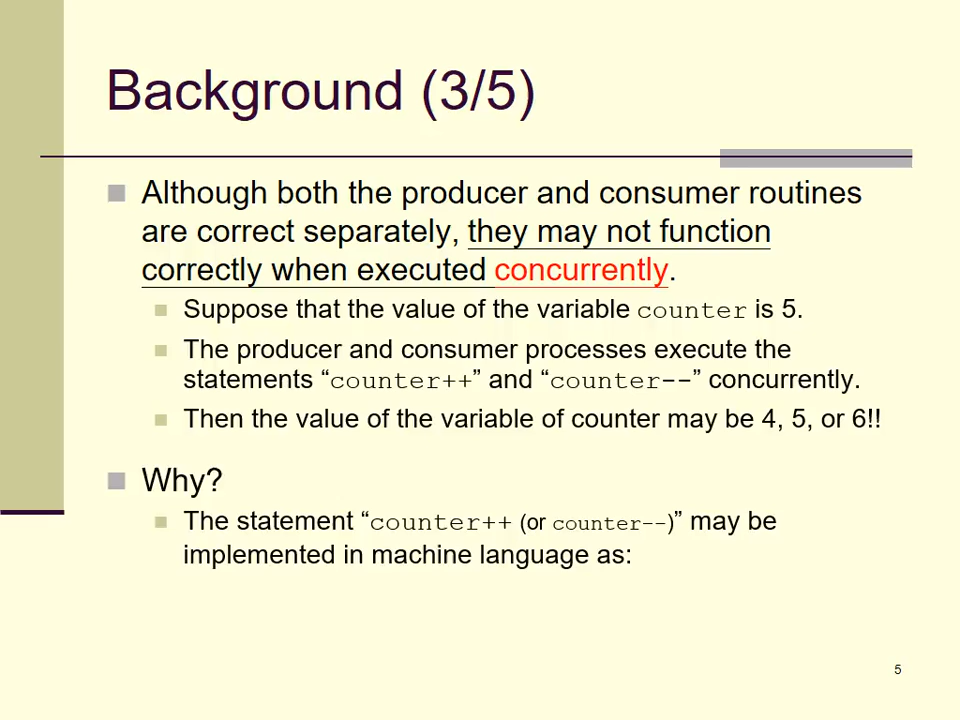 Background (3/5)
Although both the producer and consumer routines
are correct separately, they may not function
correctly when executed concurrently.
Suppose that the value of the variable counter is 5.
The producer and consumer processes execute the
statements “counter++” and “counter--” concurrently.
Then the value of the variable of counter may be 4, 5, or 6!!
Why?
The statement “counter++ (or counter--)” may be
implemented in machine language as:
5